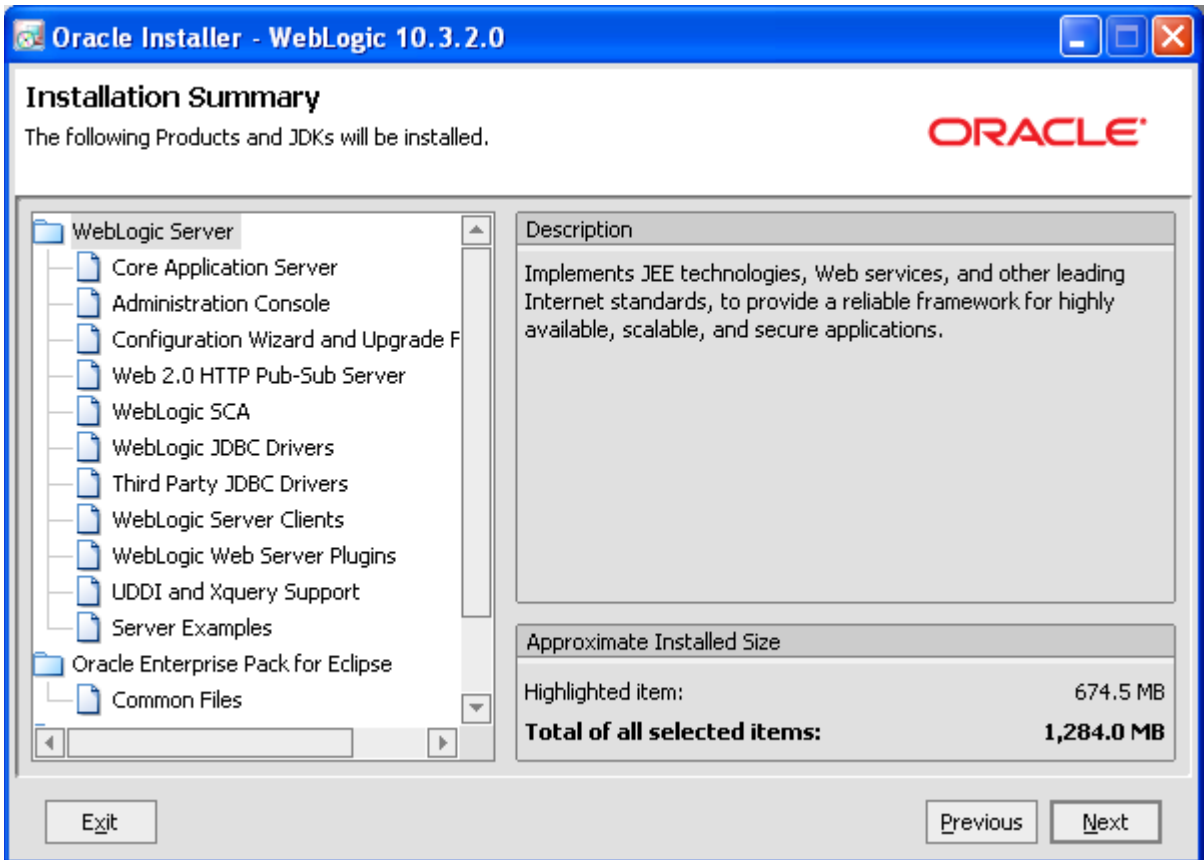 Oracle Installer - WebLogic 10.3.2.0
Installation Summary
The following Products and JDKs will be installed.
ORACLE
WebLogic Server
Core Application Server
Administration Console
Configuration Wizard and Upgrade F
Web 2.0 HTTP Pub-Sub Server
WebLogic SCA
WebLogic JDBC Drivers
Third Party JDBC Drivers
WebLogic Server Clients
WebLogic Web Server Plugins
UDDI and Xquery Support
Server Examples
Oracle Enterprise Pack for Eclipse
Common Files
Description
Implements JEE technologies, Web services, and other leading
Internet standards, to provide a reliable framework for highly
available, scalable, and secure applications.
Approximate Installed Size
Highlighted item: 674.5 MB
Total of all selected items: 1,284.0 MB
Exit
Previous
Next